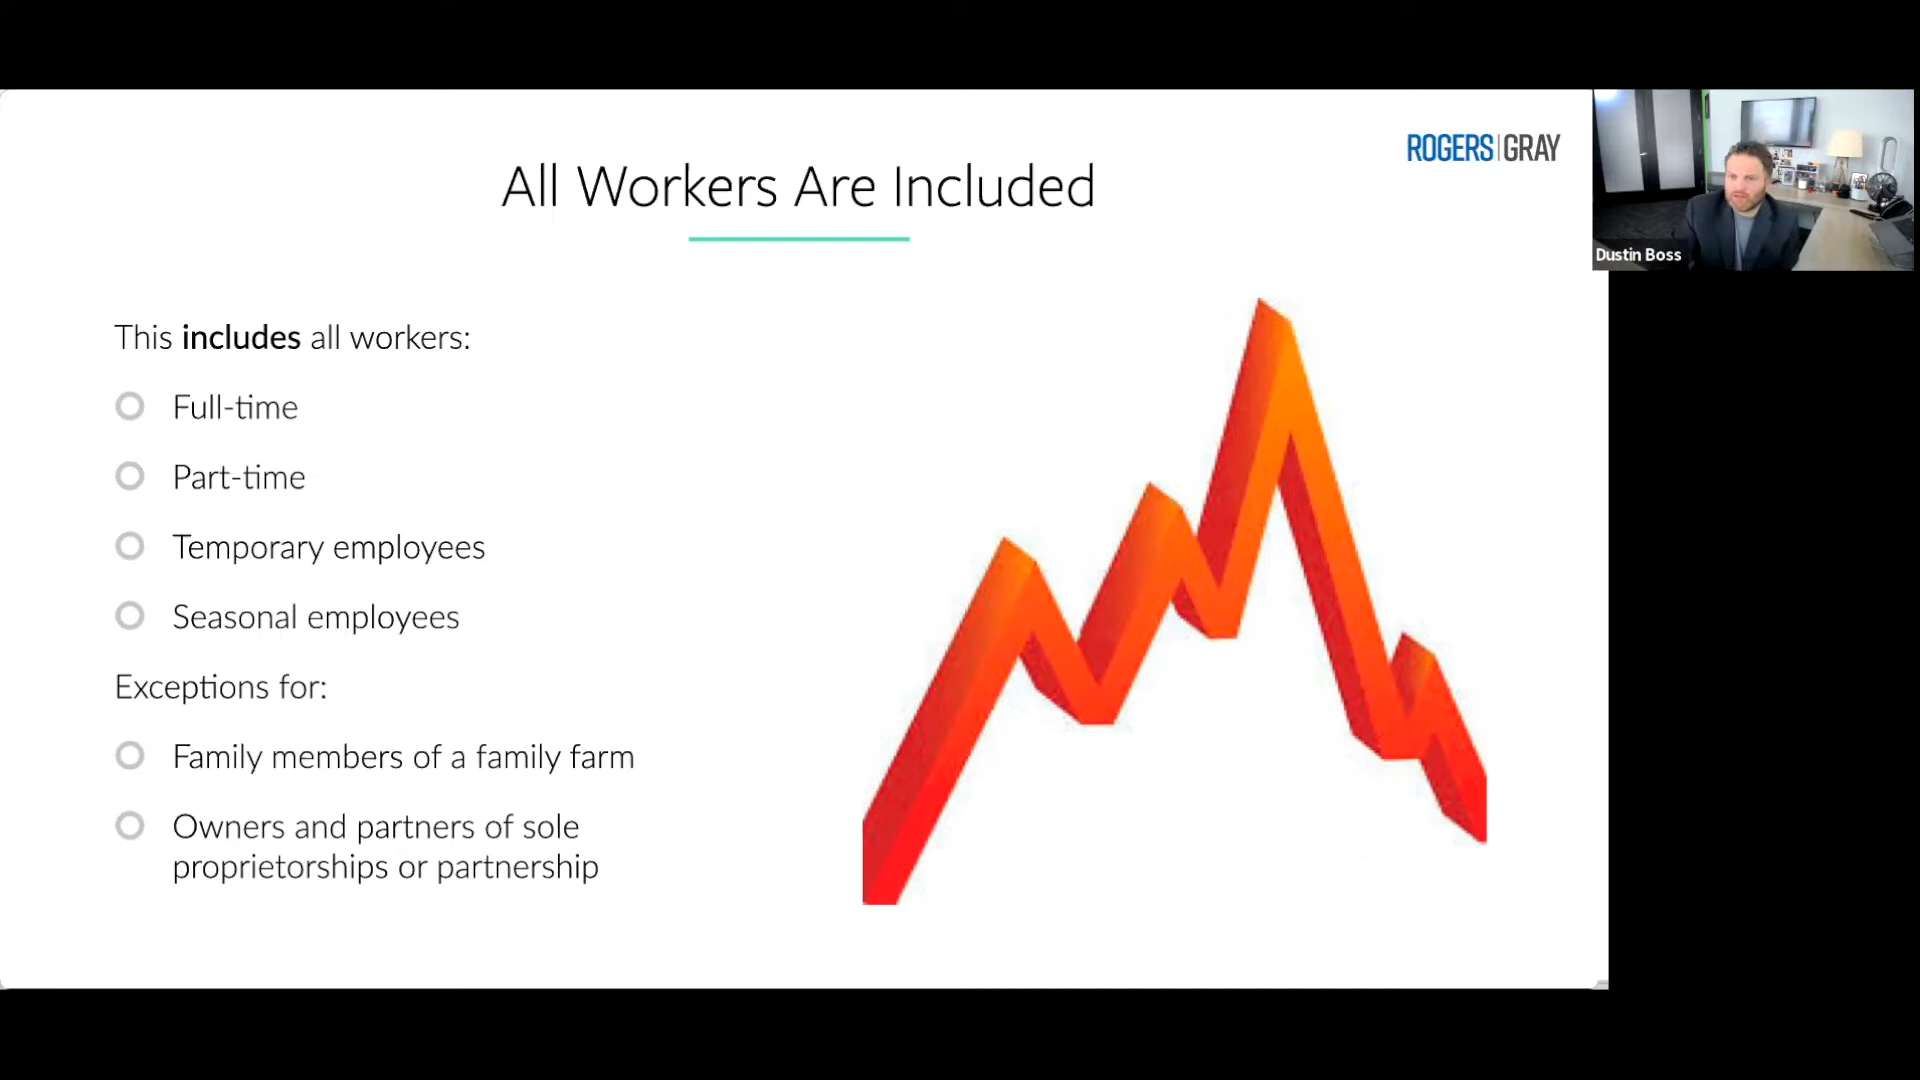 ROGERS|GRAY
All Workers Are Included
Dustin Boss
This includes all workers:
Full-time
Part-time
Temporary employees
Seasonal employees
Exceptions for:
Family members of a family farm
Owners and partners of sole
proprietorships or partnership